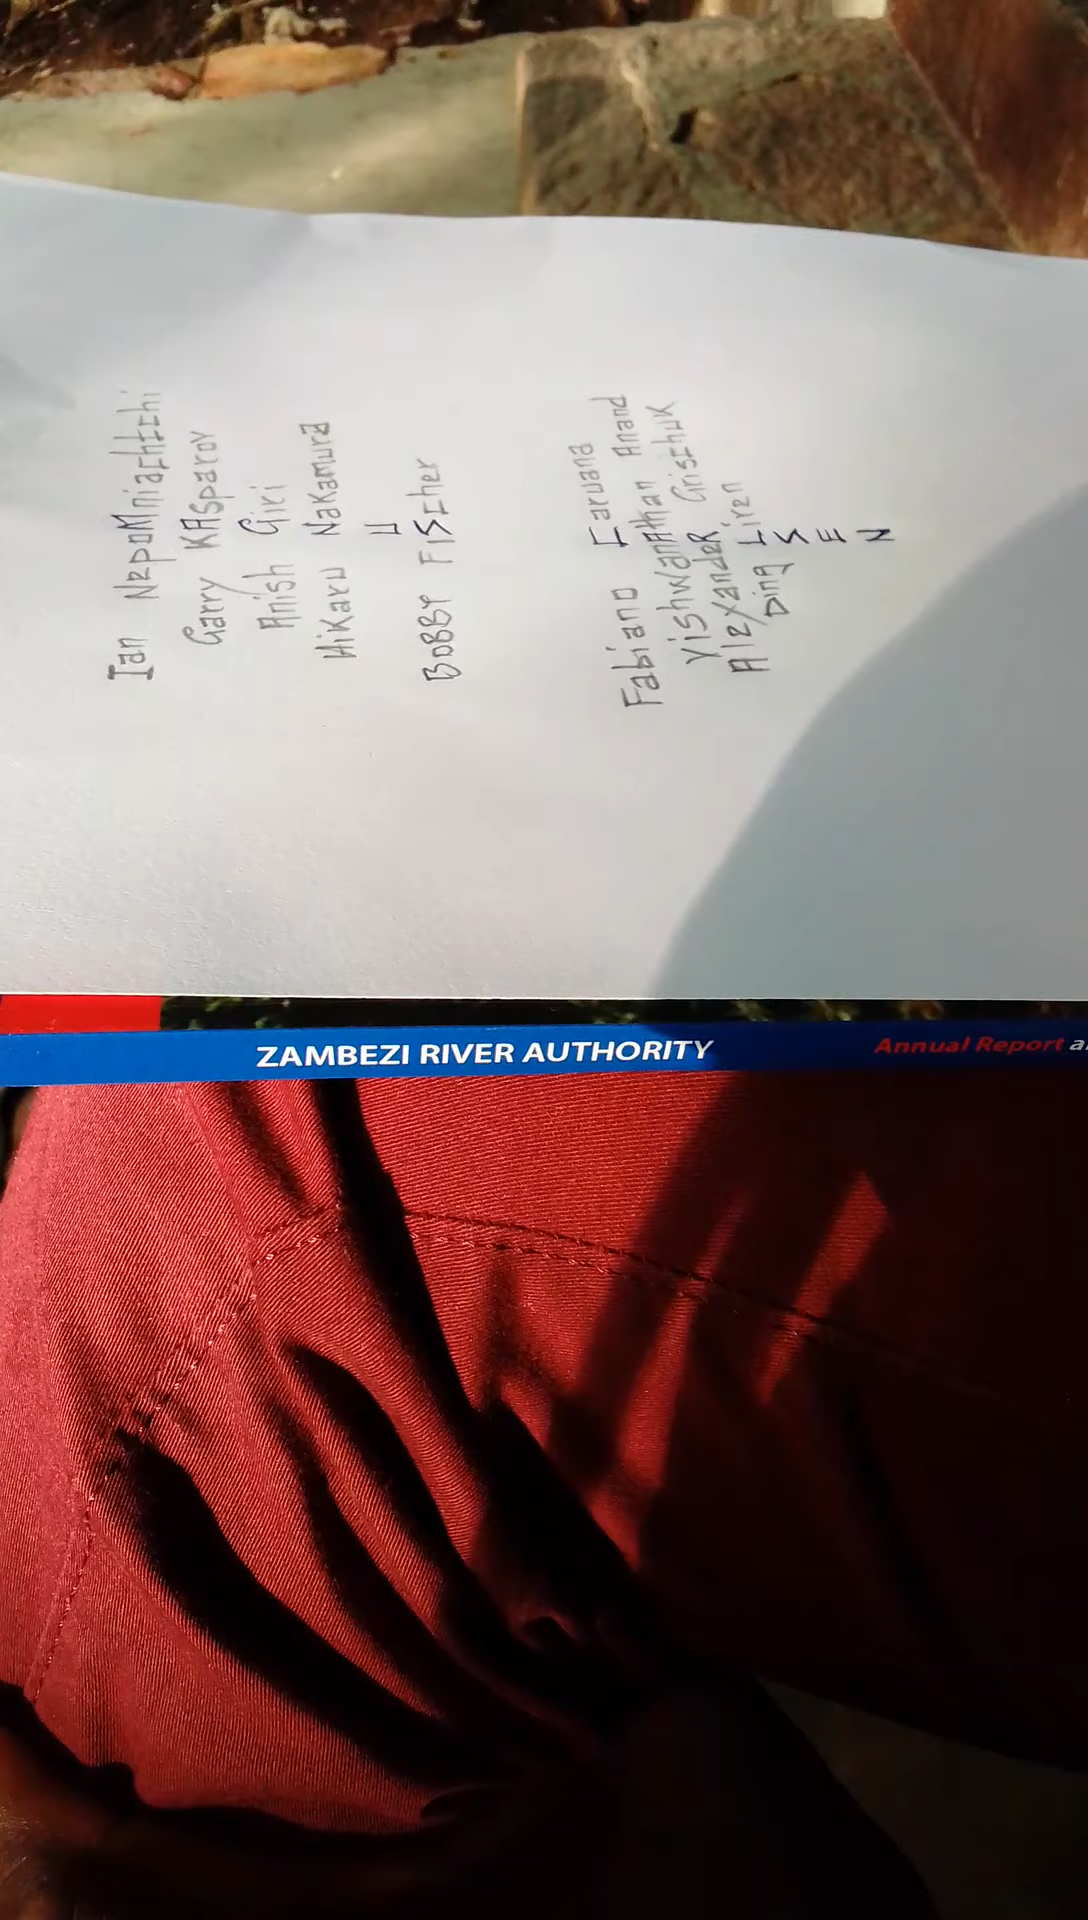 Ian NepoMniachtchi
Garry KAsparov
Anish Giri
Hikaru Nakamura
U
BOBBY FIScher
Fabiano Caruana
VishwanAthan Anand
AlexandeR Grischuk
Ding Liren
S
E
N
ZAMBEZI RIVER AUTHORITY Annual Report